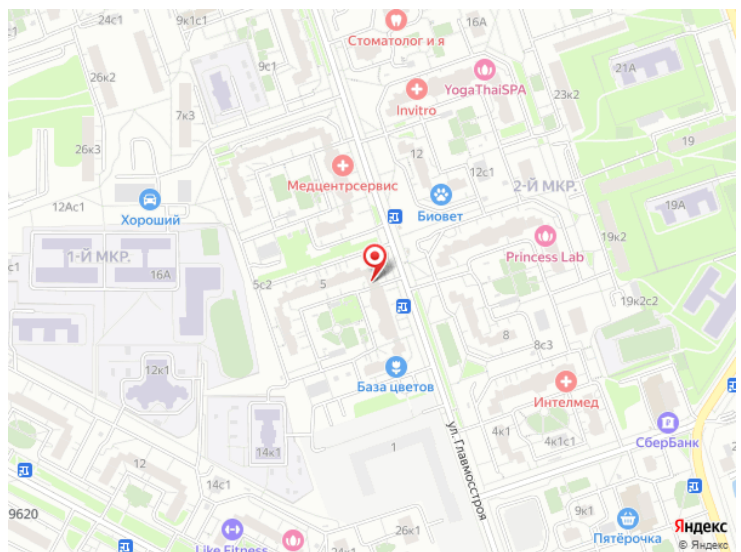 24с1
9к1с1
16А
Стоматолог и я
26к2
9с1
YogaThaiSPA
21А
7к3
Invitro
23к2
26к3
12
19
Медцентрсервис
12с1
2-Й МКР.
12Ас1
Хороший
Биовет
19А
1-Й МКР.
19к2
16А
5с2
5
Princess Lab
19к2с2
8
8с3
12к1
База цветов
Интелмед
4к1
4к1с1
СберБанк
ул. Главмосстроя
1
14к1
12
9620
9к1
26к1
Пятёрочка
Like Fitness
Яндекс
© Яндекс